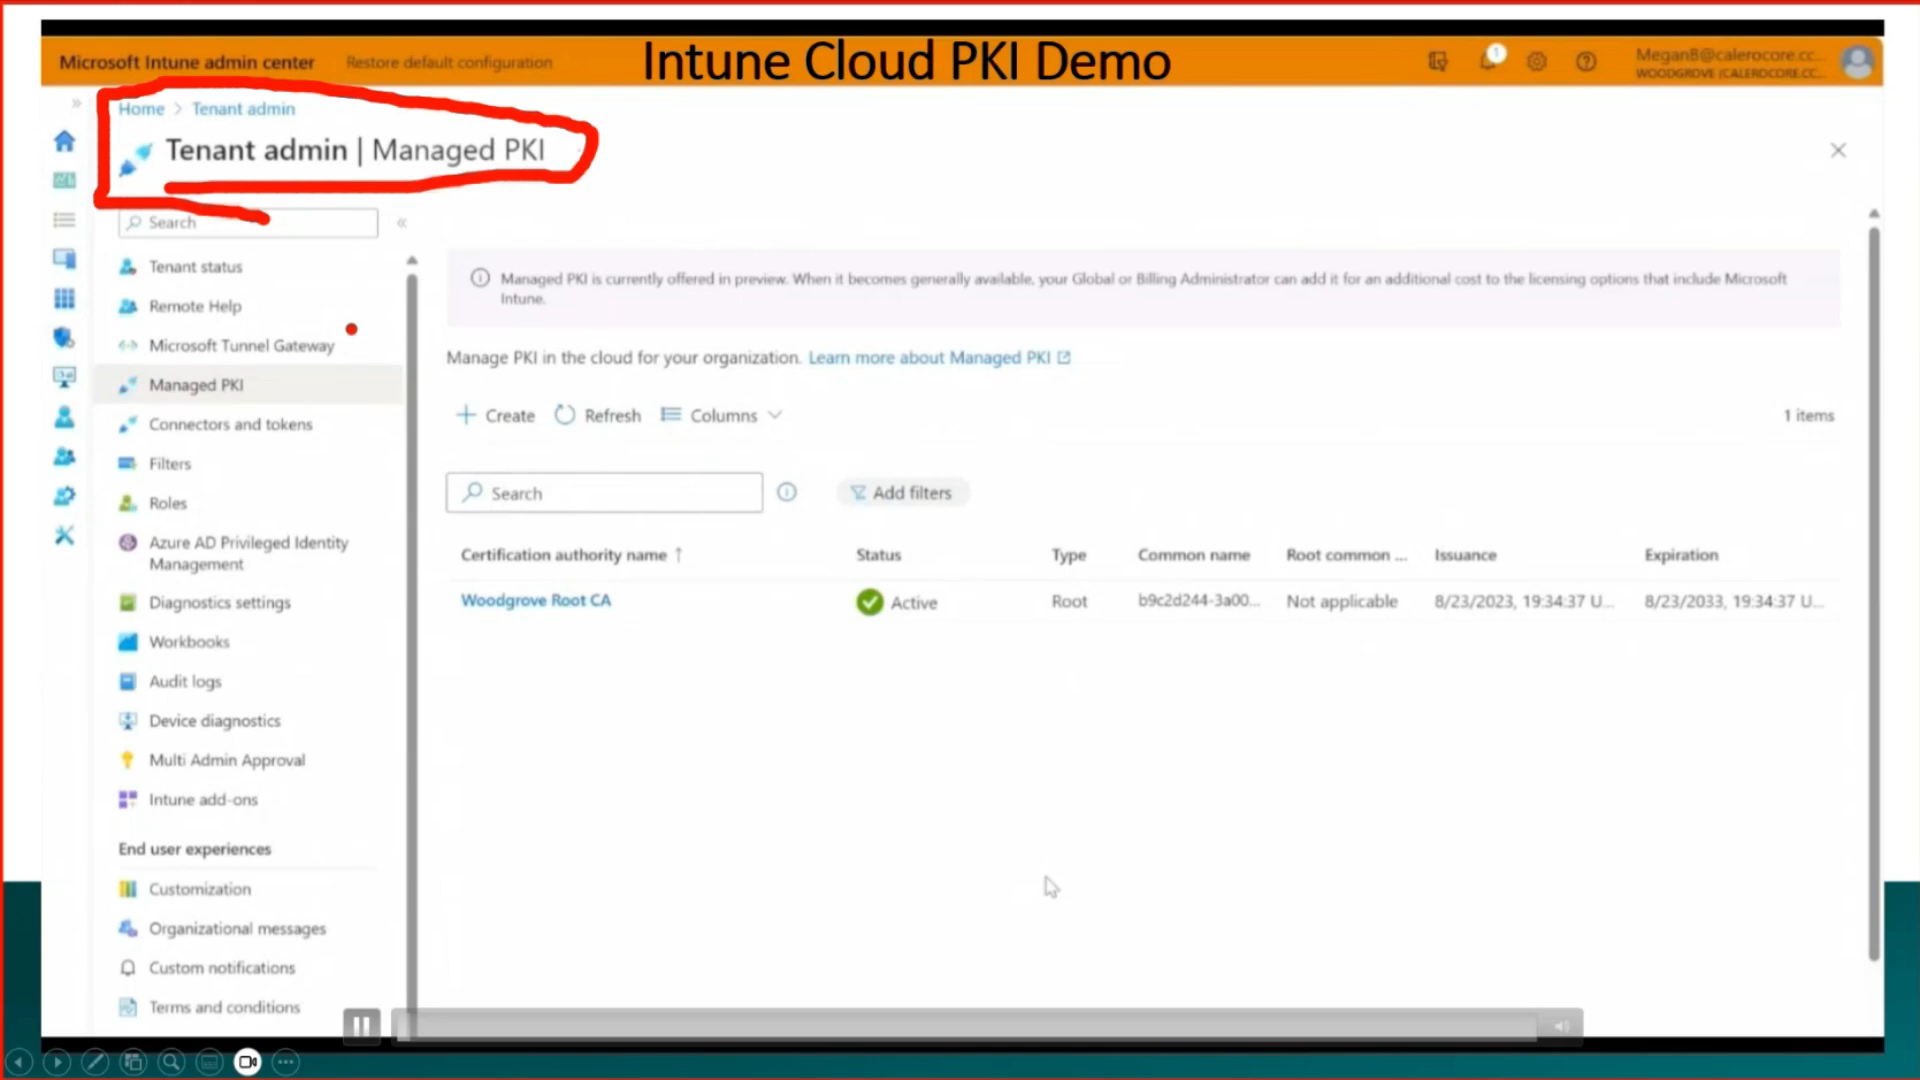 Microsoft Intune admin center
Restore default configuration
Intune Cloud PKI Demo
1
MeganB@calerocore.cc...
WOODGROVE (CALEROCORE.CC...
Home > Tenant admin
Tenant admin | Managed PKI
Search
Tenant status
Remote Help
Microsoft Tunnel Gateway
Managed PKI
Connectors and tokens
Filters
Roles
Azure AD Privileged Identity
Management
Diagnostics settings
Workbooks
Audit logs
Device diagnostics
Multi Admin Approval
Intune add-ons
End user experiences
Customization
Organizational messages
Custom notifications
Terms and conditions
Managed PKI is currently offered in preview. When it becomes generally available, your Global or Billing Administrator can add it for an additional cost to the licensing options that include Microsoft
Intune.
Manage PKI in the cloud for your organization. Learn more about Managed PKI
Create Refresh Columns
1 items
Search
Add filters
Certification authority name ↑ Status Type Common name Root common ... Issuance Expiration
Woodgrove Root CA Active Root b9c2d244-3a00... Not applicable 8/23/2023, 19:34:37 U... 8/23/2033, 19:34:37 U...